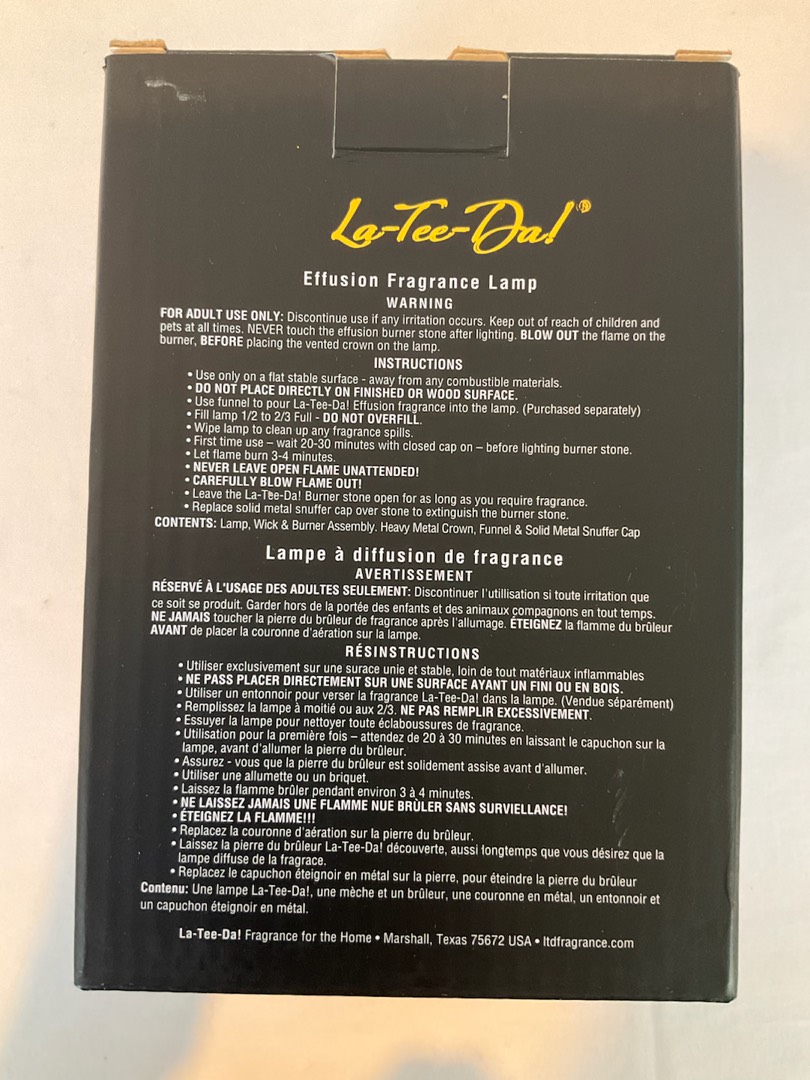 La-Tee-Da!®
Effusion Fragrance Lamp
WARNING
FOR ADULT USE ONLY: Discontinue use if any irritation occurs. Keep out of reach of children and
pets at all times. NEVER touch the effusion burner stone after lighting. BLOW OUT the flame on the
burner, BEFORE placing the vented crown on the lamp.
INSTRUCTIONS
• Use only on a flat stable surface - away from any combustible materials.
• DO NOT PLACE DIRECTLY ON FINISHED OR WOOD SURFACE.
• Use funnel to pour La-Tee-Da! Effusion fragrance into the lamp. (Purchased separately)
• Fill lamp 1/2 to 2/3 Full - DO NOT OVERFILL.
• Wipe lamp to clean up any fragrance spills.
• First time use – wait 20-30 minutes with closed cap on – before lighting burner stone.
• Let flame burn 3-4 minutes.
• NEVER LEAVE OPEN FLAME UNATTENDED!
• CAREFULLY BLOW FLAME OUT!
• Leave the La-Tee-Da! Burner stone open for as long as you require fragrance.
• Replace solid metal snuffer cap over stone to extinguish the burner stone.
CONTENTS: Lamp, Wick & Burner Assembly. Heavy Metal Crown, Funnel & Solid Metal Snuffer Cap
Lampe à diffusion de fragrance
AVERTISSEMENT
RÉSERVÉ À L'USAGE DES ADULTES SEULEMENT: Discontinuer l'utillisation si toute irritation que
ce soit se produit. Garder hors de la portée des enfants et des animaux compagnons en tout temps.
NE JAMAIS toucher la pierre du brûleur de fragrance après l'allumage. ÉTEIGNEZ la flamme du brûleur
AVANT de placer la couronne d'aération sur la lampe.
RÉSINSTRUCTIONS
• Utiliser exclusivement sur une surace unie et stable, loin de tout matériaux inflammables
• NE PASS PLACER DIRECTEMENT SUR UNE SURFACE AYANT UN FINI OU EN BOIS.
• Utiliser un entonnoir pour verser la fragrance La-Tee-Da! dans la lampe. (Vendue séparément)
• Remplissez la lampe à moitié ou aux 2/3. NE PAS REMPLIR EXCESSIVEMENT.
• Essuyer la lampe pour nettoyer toute éclaboussures de fragrance.
• Utilisation pour la première fois – attendez de 20 à 30 minutes en laissant le capuchon sur la
lampe, avant d'allumer la pierre du brûleur.
• Assurez - vous que la pierre du brûleur est solidement assise avant d'allumer.
• Utiliser une allumette ou un briquet.
• Laissez la flamme brûler pendant environ 3 à 4 minutes.
• NE LAISSEZ JAMAIS UNE FLAMME NUE BRÛLER SANS SURVIELLANCE!
• ÉTEIGNEZ LA FLAMME!!!
• Replacez la couronne d'aération sur la pierre du brûleur.
• Laissez la pierre du brûleur La-Tee-Da! découverte, aussi longtemps que vous désirez que la
lampe diffuse de la fragrace.
• Replacez le capuchon éteignoir en métal sur la pierre, pour éteindre la pierre du brûleur
Contenu: Une lampe La-Tee-Da!, une mèche et un brûleur, une couronne en métal, un entonnoir et
un capuchon éteignoir en métal.
La-Tee-Da! Fragrance for the Home • Marshall, Texas 75672 USA • ltdfragrance.com